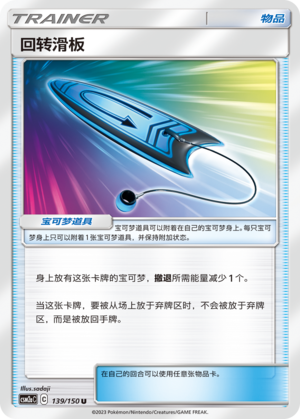 TRAINER 物品
回转滑板
宝可梦道具
宝可梦道具可以附着在自己的宝可梦身上。每只宝可
梦身上只可以附着1张宝可梦道具，并保持附加状态。
身上放有这张卡牌的宝可梦，撤退所需能量减少1个。
当这张卡牌，要被从场上放于弃牌区时，不会被放于弃牌
区，而是被放回手牌。
在自己的回合可以使用任意张物品卡。
Illus.sadaji
CSM2a C C 139/150 U
©2023 Pokémon/Nintendo/Creatures/GAME FREAK.